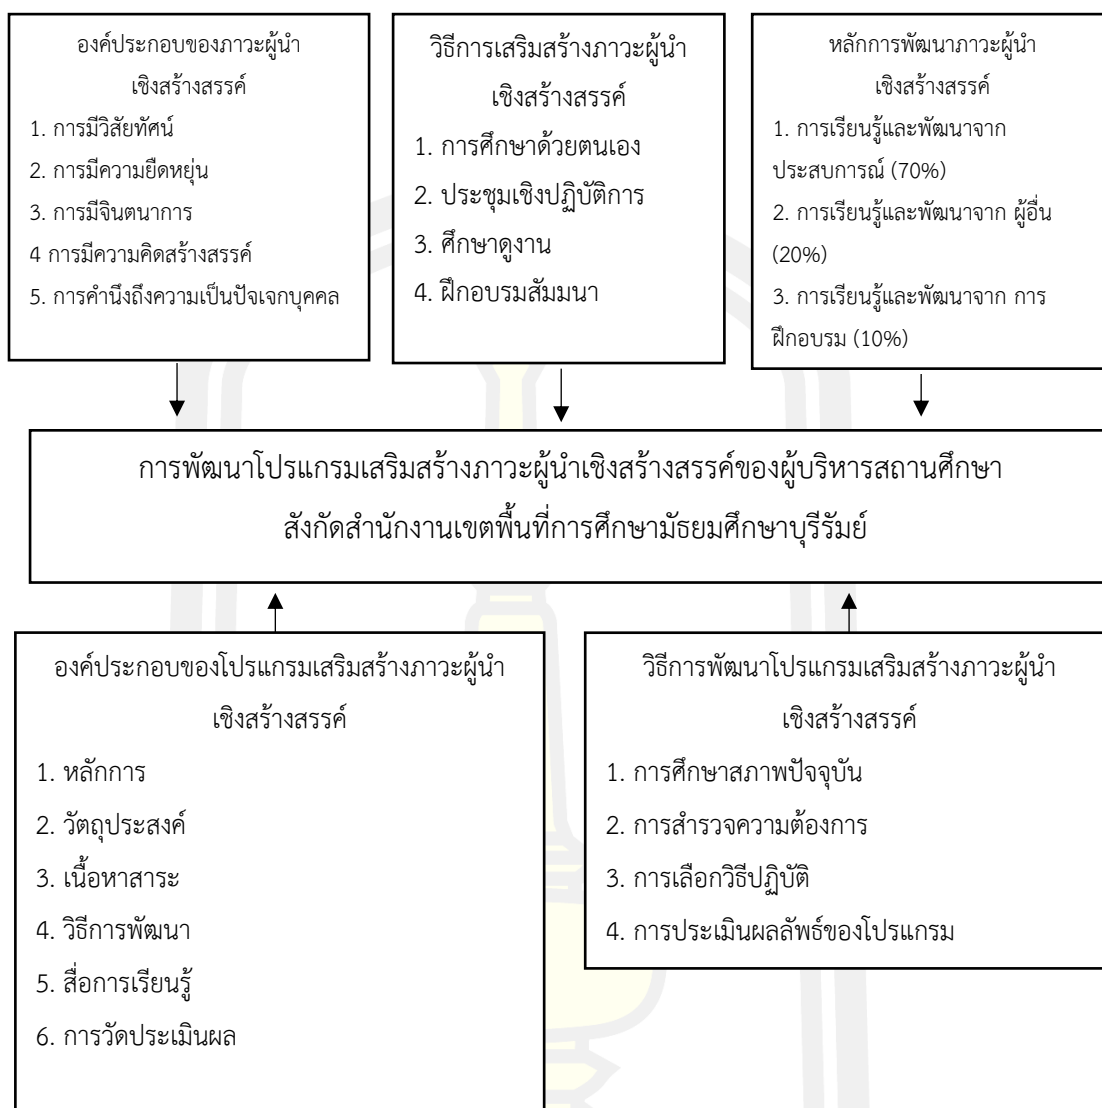 องค์ประกอบของภาวะผู้นำ
เชิงสร้างสรรค์
1. การมีวิสัยทัศน์
2. การมีความยืดหยุ่น
3. การมีจินตนาการ
4 การมีความคิดสร้างสรรค์
5. การคำนึงถึงความเป็นปัจเจกบุคคล
วิธีการเสริมสร้างภาวะผู้นำ
เชิงสร้างสรรค์
1. การศึกษาด้วยตนเอง
2. ประชุมเชิงปฏิบัติการ
3. ศึกษาดูงาน
4. ฝึกอบรมสัมมนา
หลักการพัฒนาภาวะผู้นำ
เชิงสร้างสรรค์
1. การเรียนรู้และพัฒนาจาก
ประสบการณ์ (70%)
2. การเรียนรู้และพัฒนาจาก ผู้อื่น
(20%)
3. การเรียนรู้และพัฒนาจาก การ
ฝึกอบรม (10%)
การพัฒนาโปรแกรมเสริมสร้างภาวะผู้นำเชิงสร้างสรรค์ของผู้บริหารสถานศึกษา
สังกัดสำนักงานเขตพื้นที่การศึกษามัธยมศึกษาบุรีรัมย์
องค์ประกอบของโปรแกรมเสริมสร้างภาวะผู้นำ
เชิงสร้างสรรค์
1. หลักการ
2. วัตถุประสงค์
3. เนื้อหาสาระ
4. วิธีการพัฒนา
5. สื่อการเรียนรู้
6. การวัดประเมินผล
วิธีการพัฒนาโปรแกรมเสริมสร้างภาวะผู้นำ
เชิงสร้างสรรค์
1. การศึกษาสภาพปัจจุบัน
2. การสำรวจความต้องการ
3. การเลือกวิธีปฏิบัติ
4. การประเมินผลลัพธ์ของโปรแกรม